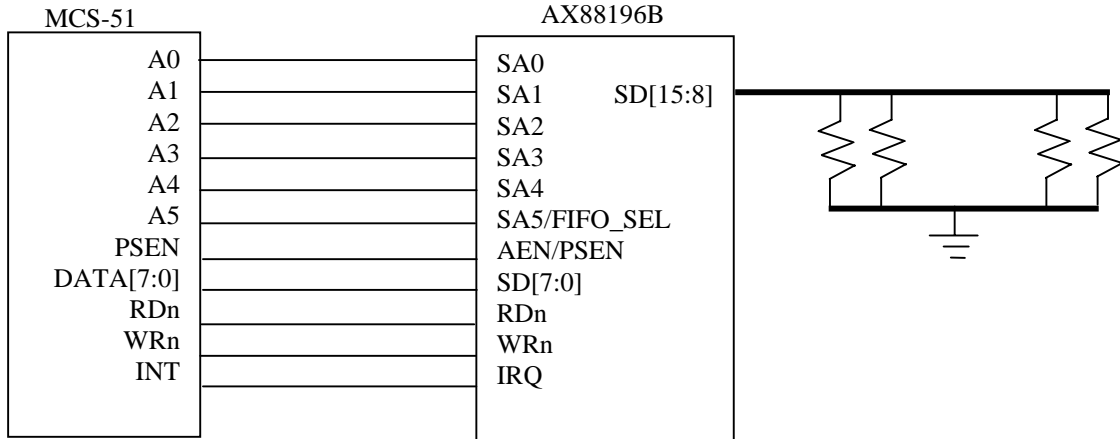 MCS-51
AX88196B
A0
A1
A2
A3
A4
A5
PSEN
DATA[7:0]
RDn
WRn
INT
SA0
SA1
SA2
SA3
SA4
SA5/FIFO_SEL
AEN/PSEN
SD[7:0]
RDn
WRn
IRQ
SD[15:8]